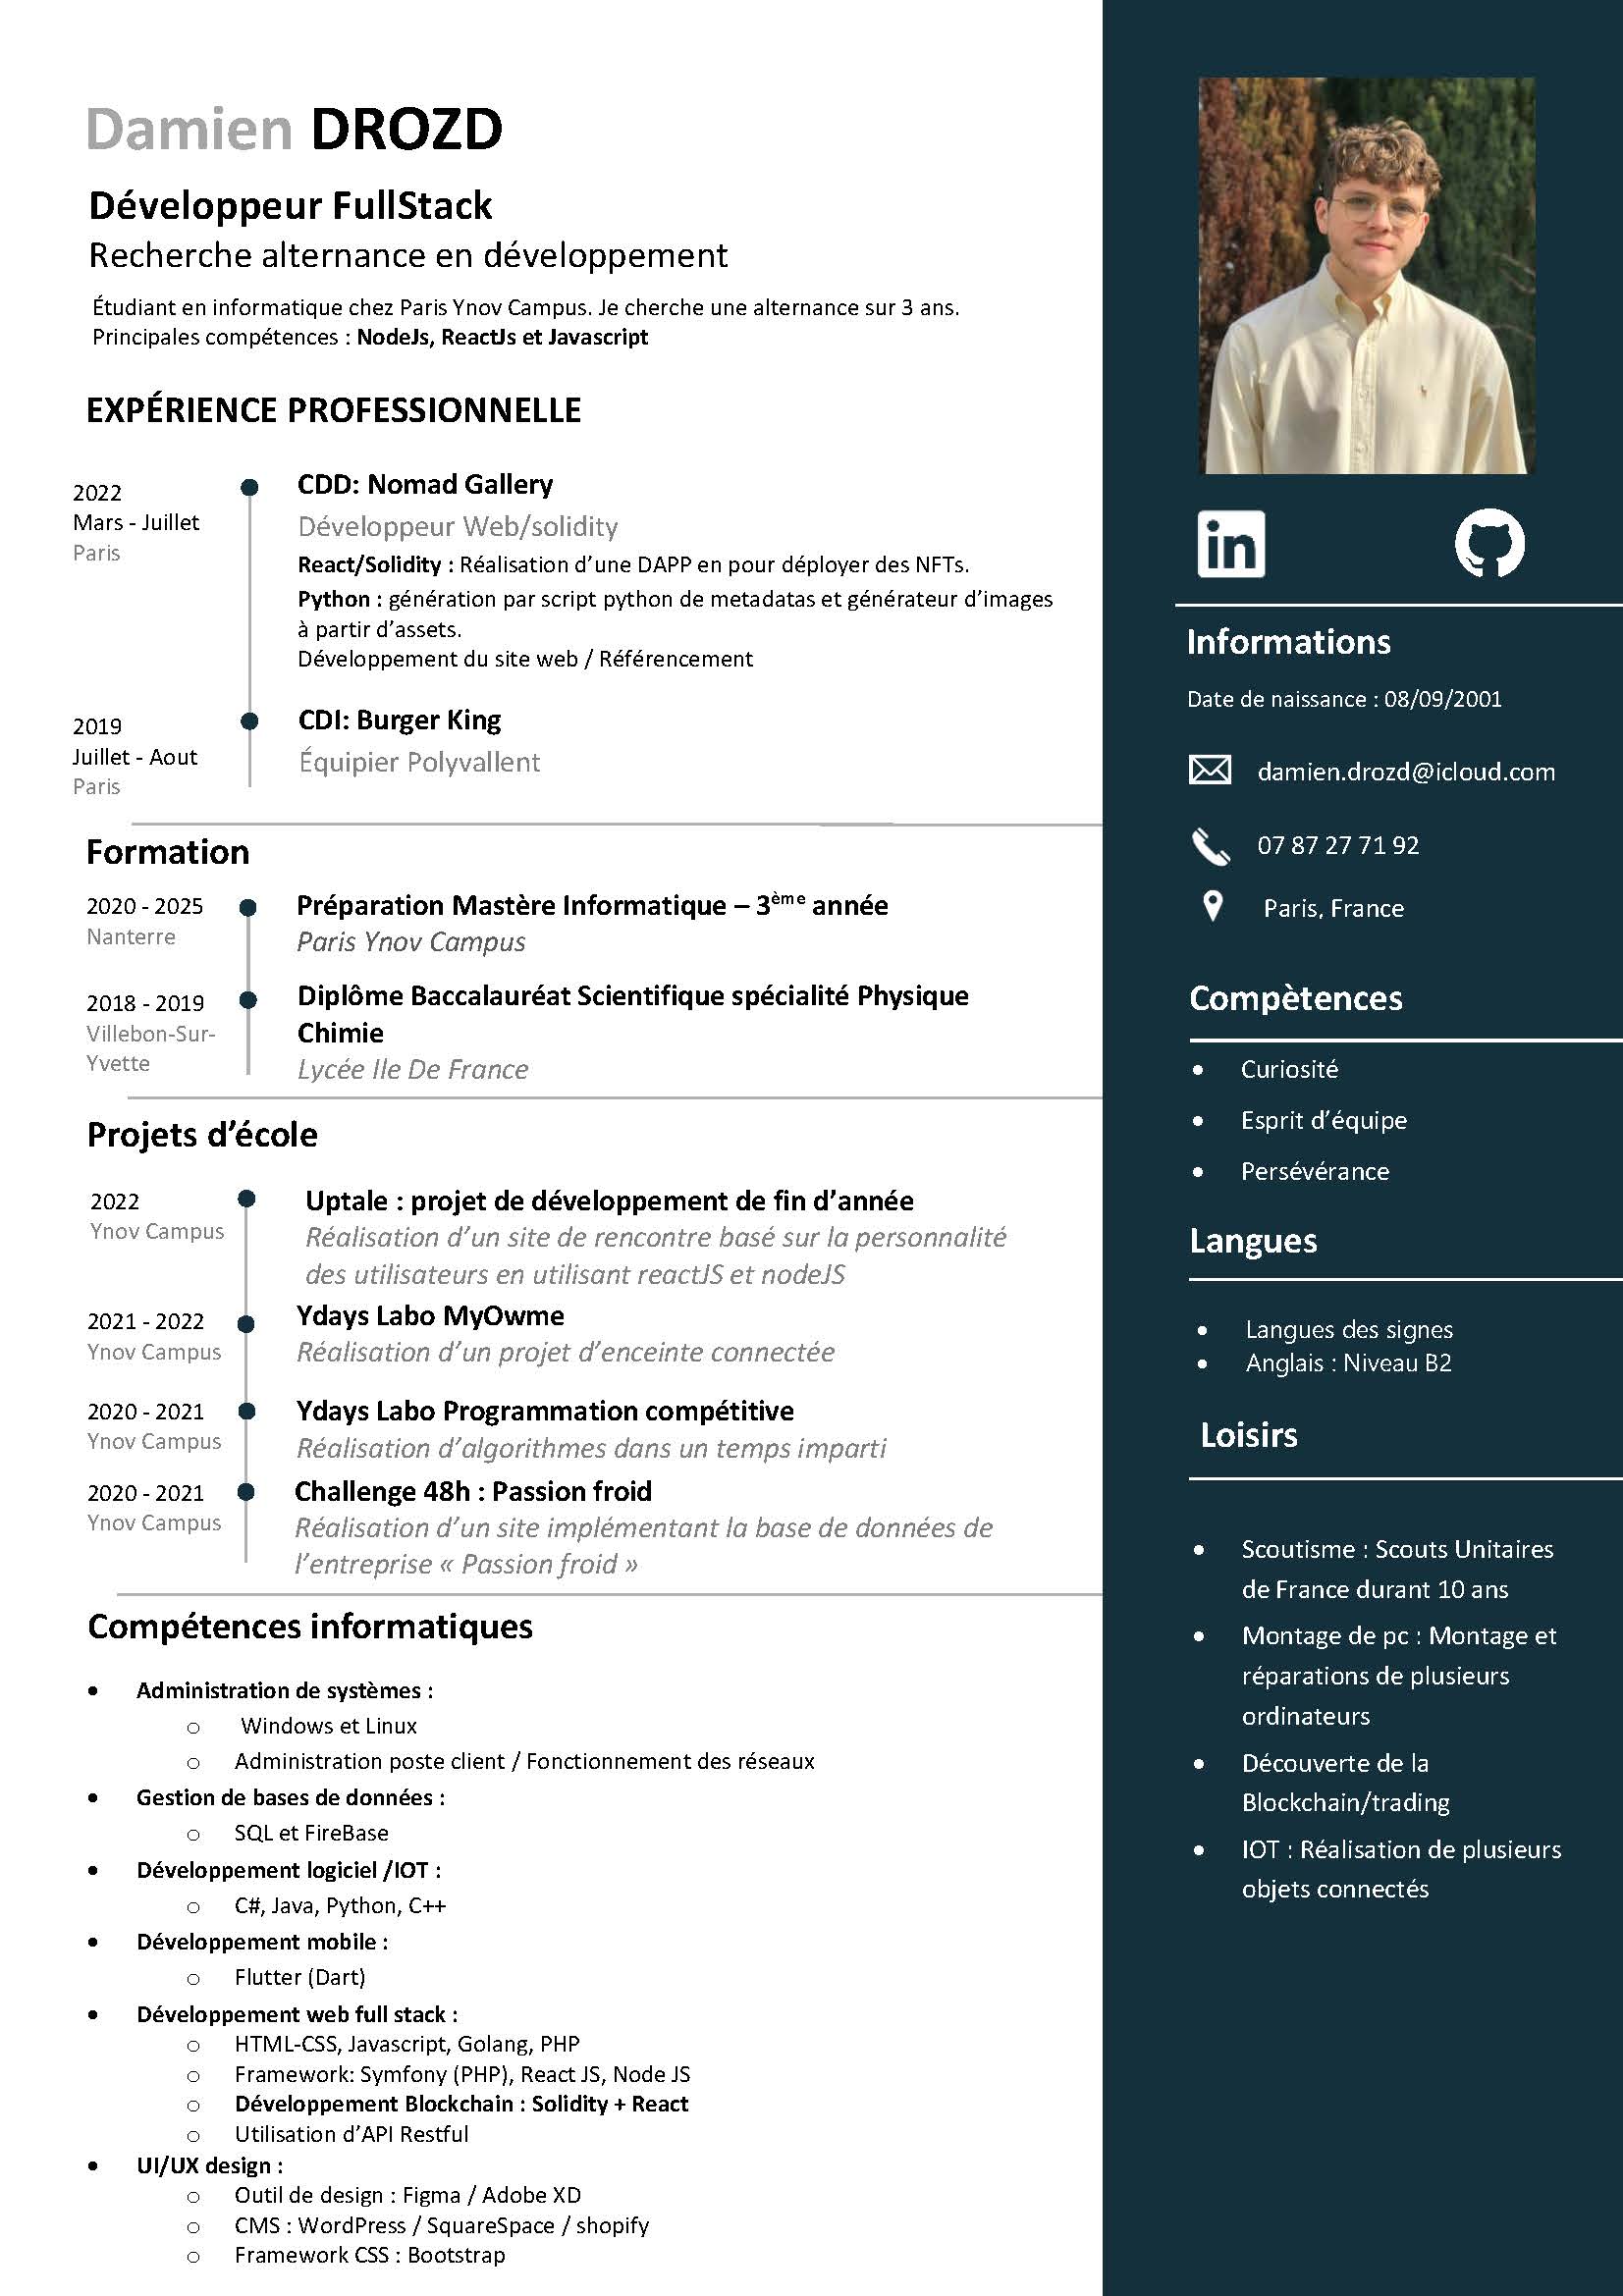 Damien DROZD
Développeur FullStack
Recherche alternance en développement
Étudiant en informatique chez Paris Ynov Campus. Je cherche une alternance sur 3 ans.
Principales compétences : NodeJs, ReactJs et Javascript
EXPÉRIENCE PROFESSIONNELLE
2022
Mars - Juillet
Paris
CDD: Nomad Gallery
Développeur Web/solidity
React/Solidity : Réalisation d’une DAPP en pour déployer des NFTs.
Python : génération par script python de metadatas et générateur d’images
à partir d’assets.
Développement du site web / Référencement
2019
Juillet - Aout
Paris
CDI: Burger King
Équipier Polyvallent
Formation
2020 - 2025
Nanterre
Préparation Mastère Informatique – 3ème année
Paris Ynov Campus
2018 - 2019
Villebon-Sur-
Yvette
Diplôme Baccalauréat Scientifique spécialité Physique
Chimie
Lycée Ile De France
Projets d’école
2022
Ynov Campus
Uptale : projet de développement de fin d’année
Réalisation d’un site de rencontre basé sur la personnalité
des utilisateurs en utilisant reactJS et nodeJS
2021 - 2022
Ynov Campus
Ydays Labo MyOwme
Réalisation d’un projet d’enceinte connectée
2020 - 2021
Ynov Campus
Ydays Labo Programmation compétitive
Réalisation d’algorithmes dans un temps imparti
2020 - 2021
Ynov Campus
Challenge 48h : Passion froid
Réalisation d’un site implémentant la base de données de
l’entreprise « Passion froid »
Compétences informatiques
• Administration de systèmes :
o Windows et Linux
o Administration poste client / Fonctionnement des réseaux
• Gestion de bases de données :
o SQL et FireBase
• Développement logiciel /IOT :
o C#, Java, Python, C++
• Développement mobile :
o Flutter (Dart)
• Développement web full stack :
o HTML-CSS, Javascript, Golang, PHP
o Framework: Symfony (PHP), React JS, Node JS
o Développement Blockchain : Solidity + React
o Utilisation d’API Restful
• UI/UX design :
o Outil de design : Figma / Adobe XD
o CMS : WordPress / SquareSpace / shopify
o Framework CSS : Bootstrap
in
Informations
Date de naissance : 08/09/2001
damien.drozd@icloud.com
07 87 27 71 92
Paris, France
Compètences
• Curiosité
• Esprit d’équipe
• Persévérance
Langues
• Langues des signes
• Anglais : Niveau B2
Loisirs
• Scoutisme : Scouts Unitaires
de France durant 10 ans
• Montage de pc : Montage et
réparations de plusieurs
ordinateurs
• Découverte de la
Blockchain/trading
• IOT : Réalisation de plusieurs
objets connectés